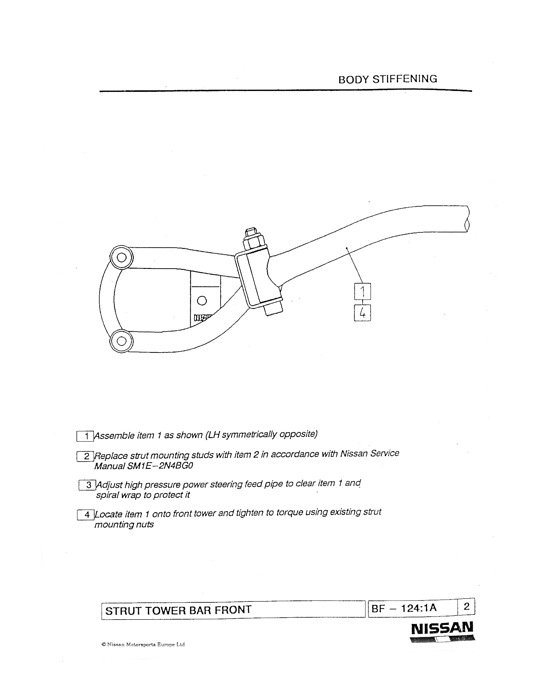 BODY STIFFENING
1
4
1 Assemble item 1 as shown (LH symmetrically opposite)
2 Replace strut mounting studs with item 2 in accordance with Nissan Service
Manual SM1E-2N4BG0
3 Adjust high pressure power steering feed pipe to clear item 1 and
spiral wrap to protect it
4 Locate item 1 onto front tower and tighten to torque using existing strut
mounting nuts
STRUT TOWER BAR FRONT
BF - 124:1A
2
NISSAN
© Nissan Motorsports Europe Ltd